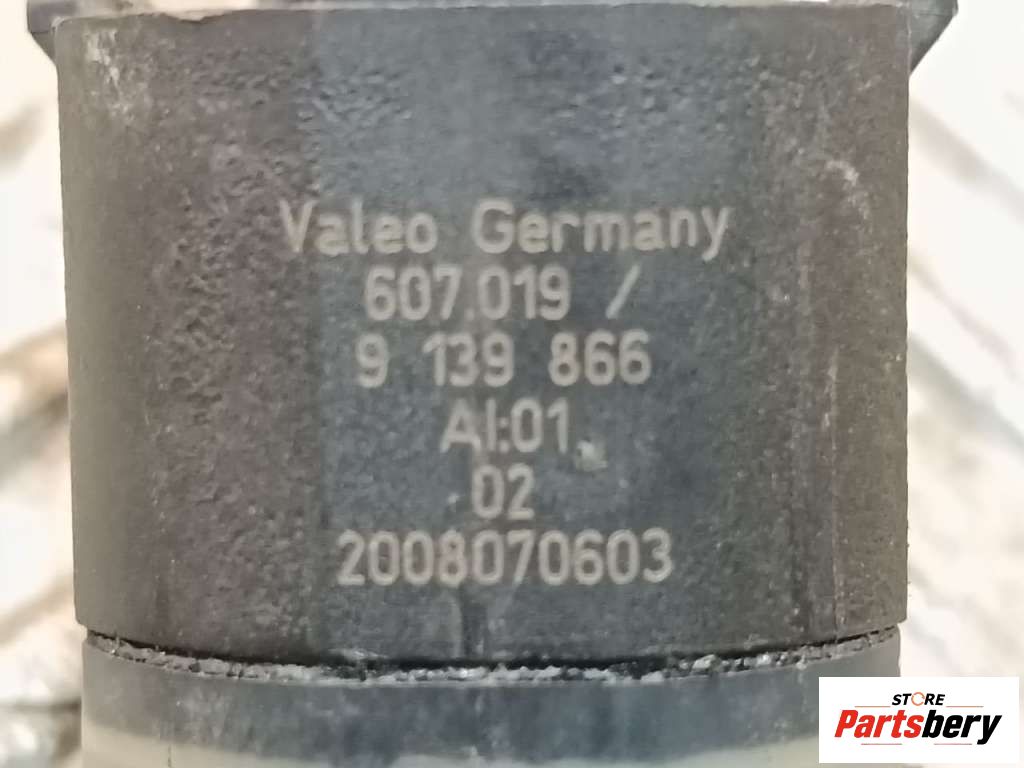 Valeo Germany
607.019 /
9 139 866
AI:01
02
2008070603
STORE
Partsbery